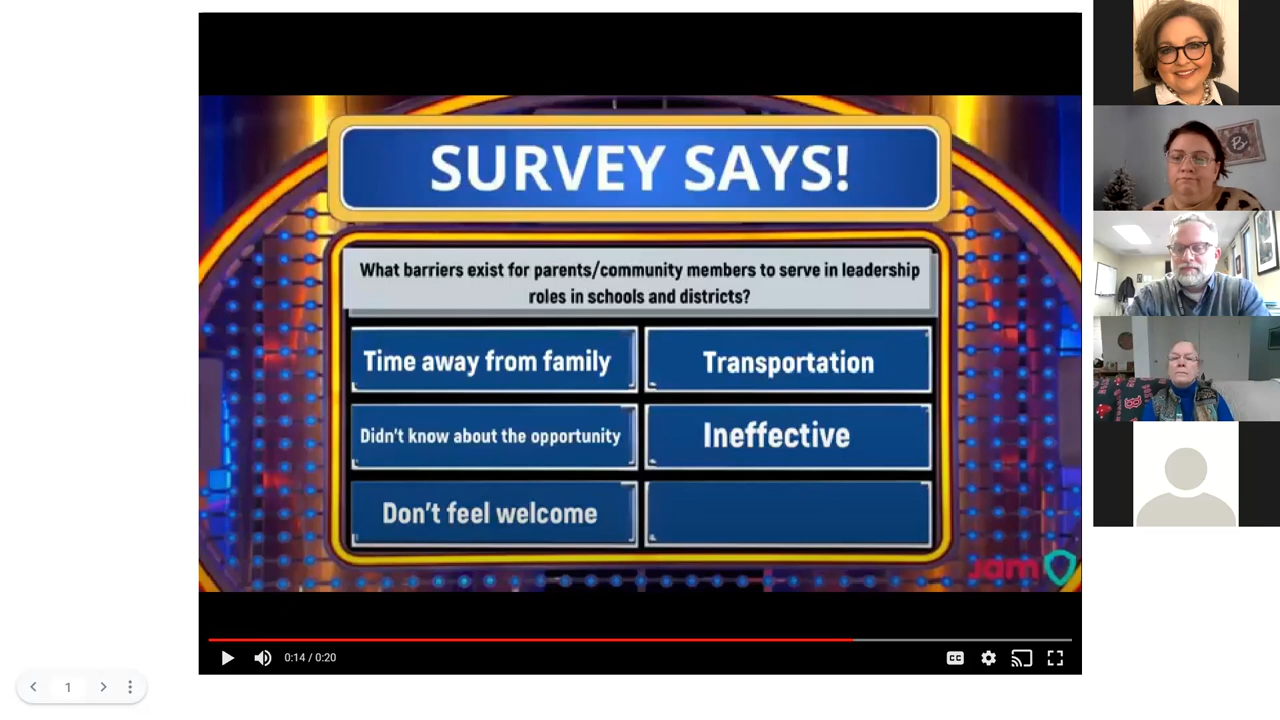 SURVEY SAYS!
What barriers exist for parents/community members to serve in leadership
roles in schools and districts?
Time away from family
Transportation
Didn't know about the opportunity
Ineffective
Don't feel welcome
Jam
0:14 / 0:20
CC
1
B